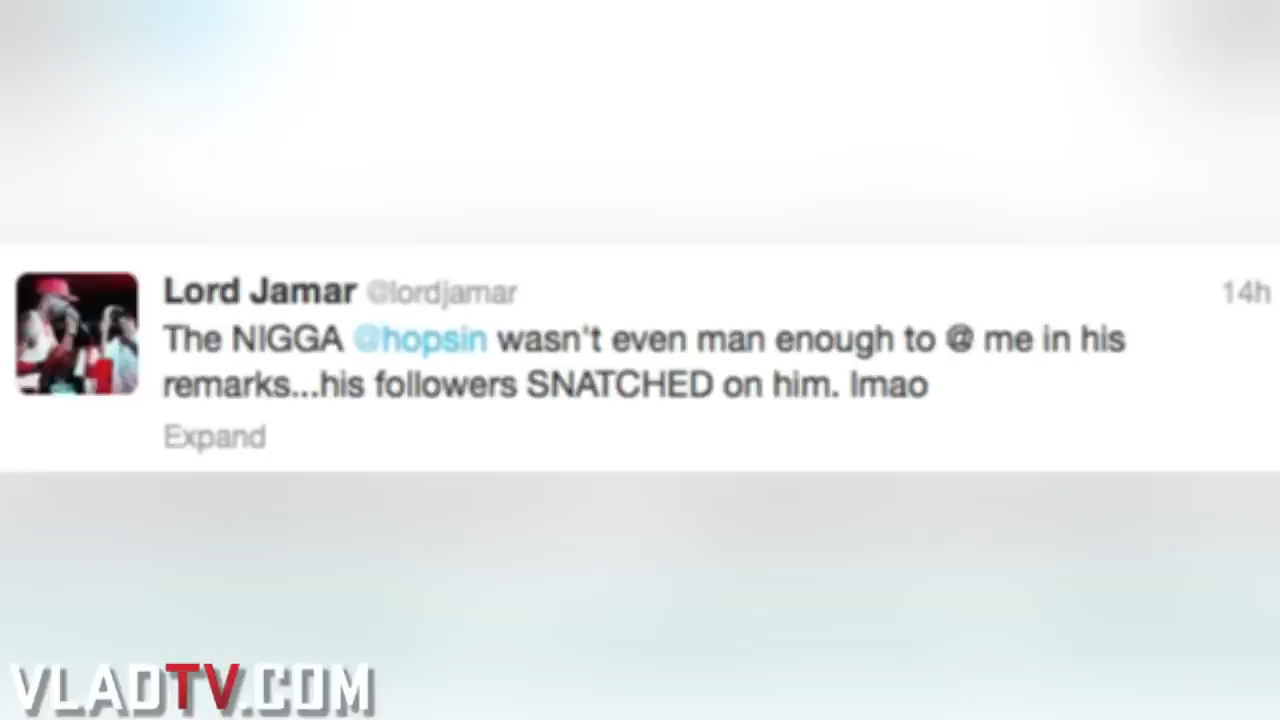 Lord Jamar @lordjamar 14h
The NIGGA @hopsin wasn't even man enough to @ me in his
remarks...his followers SNATCHED on him. lmao
Expand
VLADTV.COM